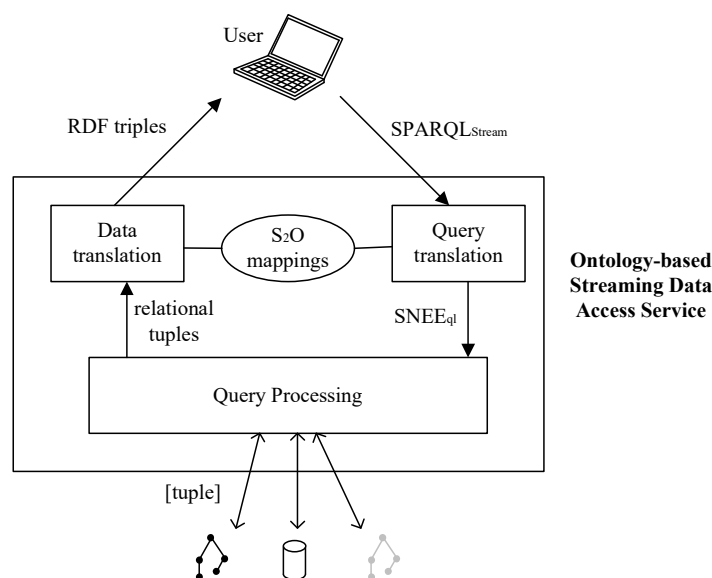 User
RDF triples
SPARQLStream
Data
translation
S2O
mappings
Query
translation
Ontology-based
Streaming Data
Access Service
relational
tuples
SNEEql
Query Processing
[tuple]